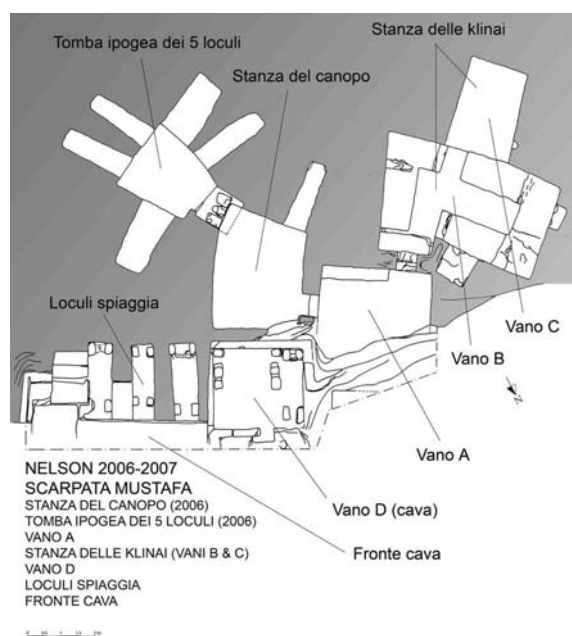 Tomba ipogea dei 5 loculi
Stanza del canopo
Stanza delle klinai
Loculi spiaggia
Vano C
Vano B
N
Vano A
Vano D (cava)
Fronte cava
NELSON 2006-2007
SCARPATA MUSTAFA
STANZA DEL CANOPO (2006)
TOMBA IPOGEA DEI 5 LOCULI (2006)
VANO A
STANZA DELLE KLINAI (VANI B & C)
VANO D
LOCULI SPIAGGIA
FRONTE CAVA